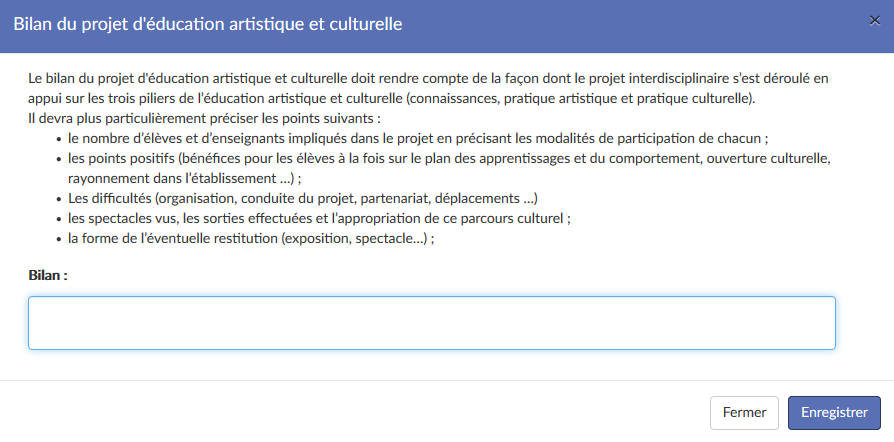 Bilan du projet d'éducation artistique et culturelle
×
Le bilan du projet d'éducation artistique et culturelle doit rendre compte de la façon dont le projet interdisciplinaire s’est déroulé en
appui sur les trois piliers de l’éducation artistique et culturelle (connaissances, pratique artistique et pratique culturelle).
Il devra plus particulièrement préciser les points suivants :
• le nombre d’élèves et d’enseignants impliqués dans le projet en précisant les modalités de participation de chacun ;
• les points positifs (bénéfices pour les élèves à la fois sur le plan des apprentissages et du comportement, ouverture culturelle,
rayonnement dans l’établissement ...) ;
• Les difficultés (organisation, conduite du projet, partenariat, déplacements ...)
• les spectacles vus, les sorties effectuées et l’appropriation de ce parcours culturel ;
• la forme de l’éventuelle restitution (exposition, spectacle...) ;
Bilan :
Fermer
Enregistrer